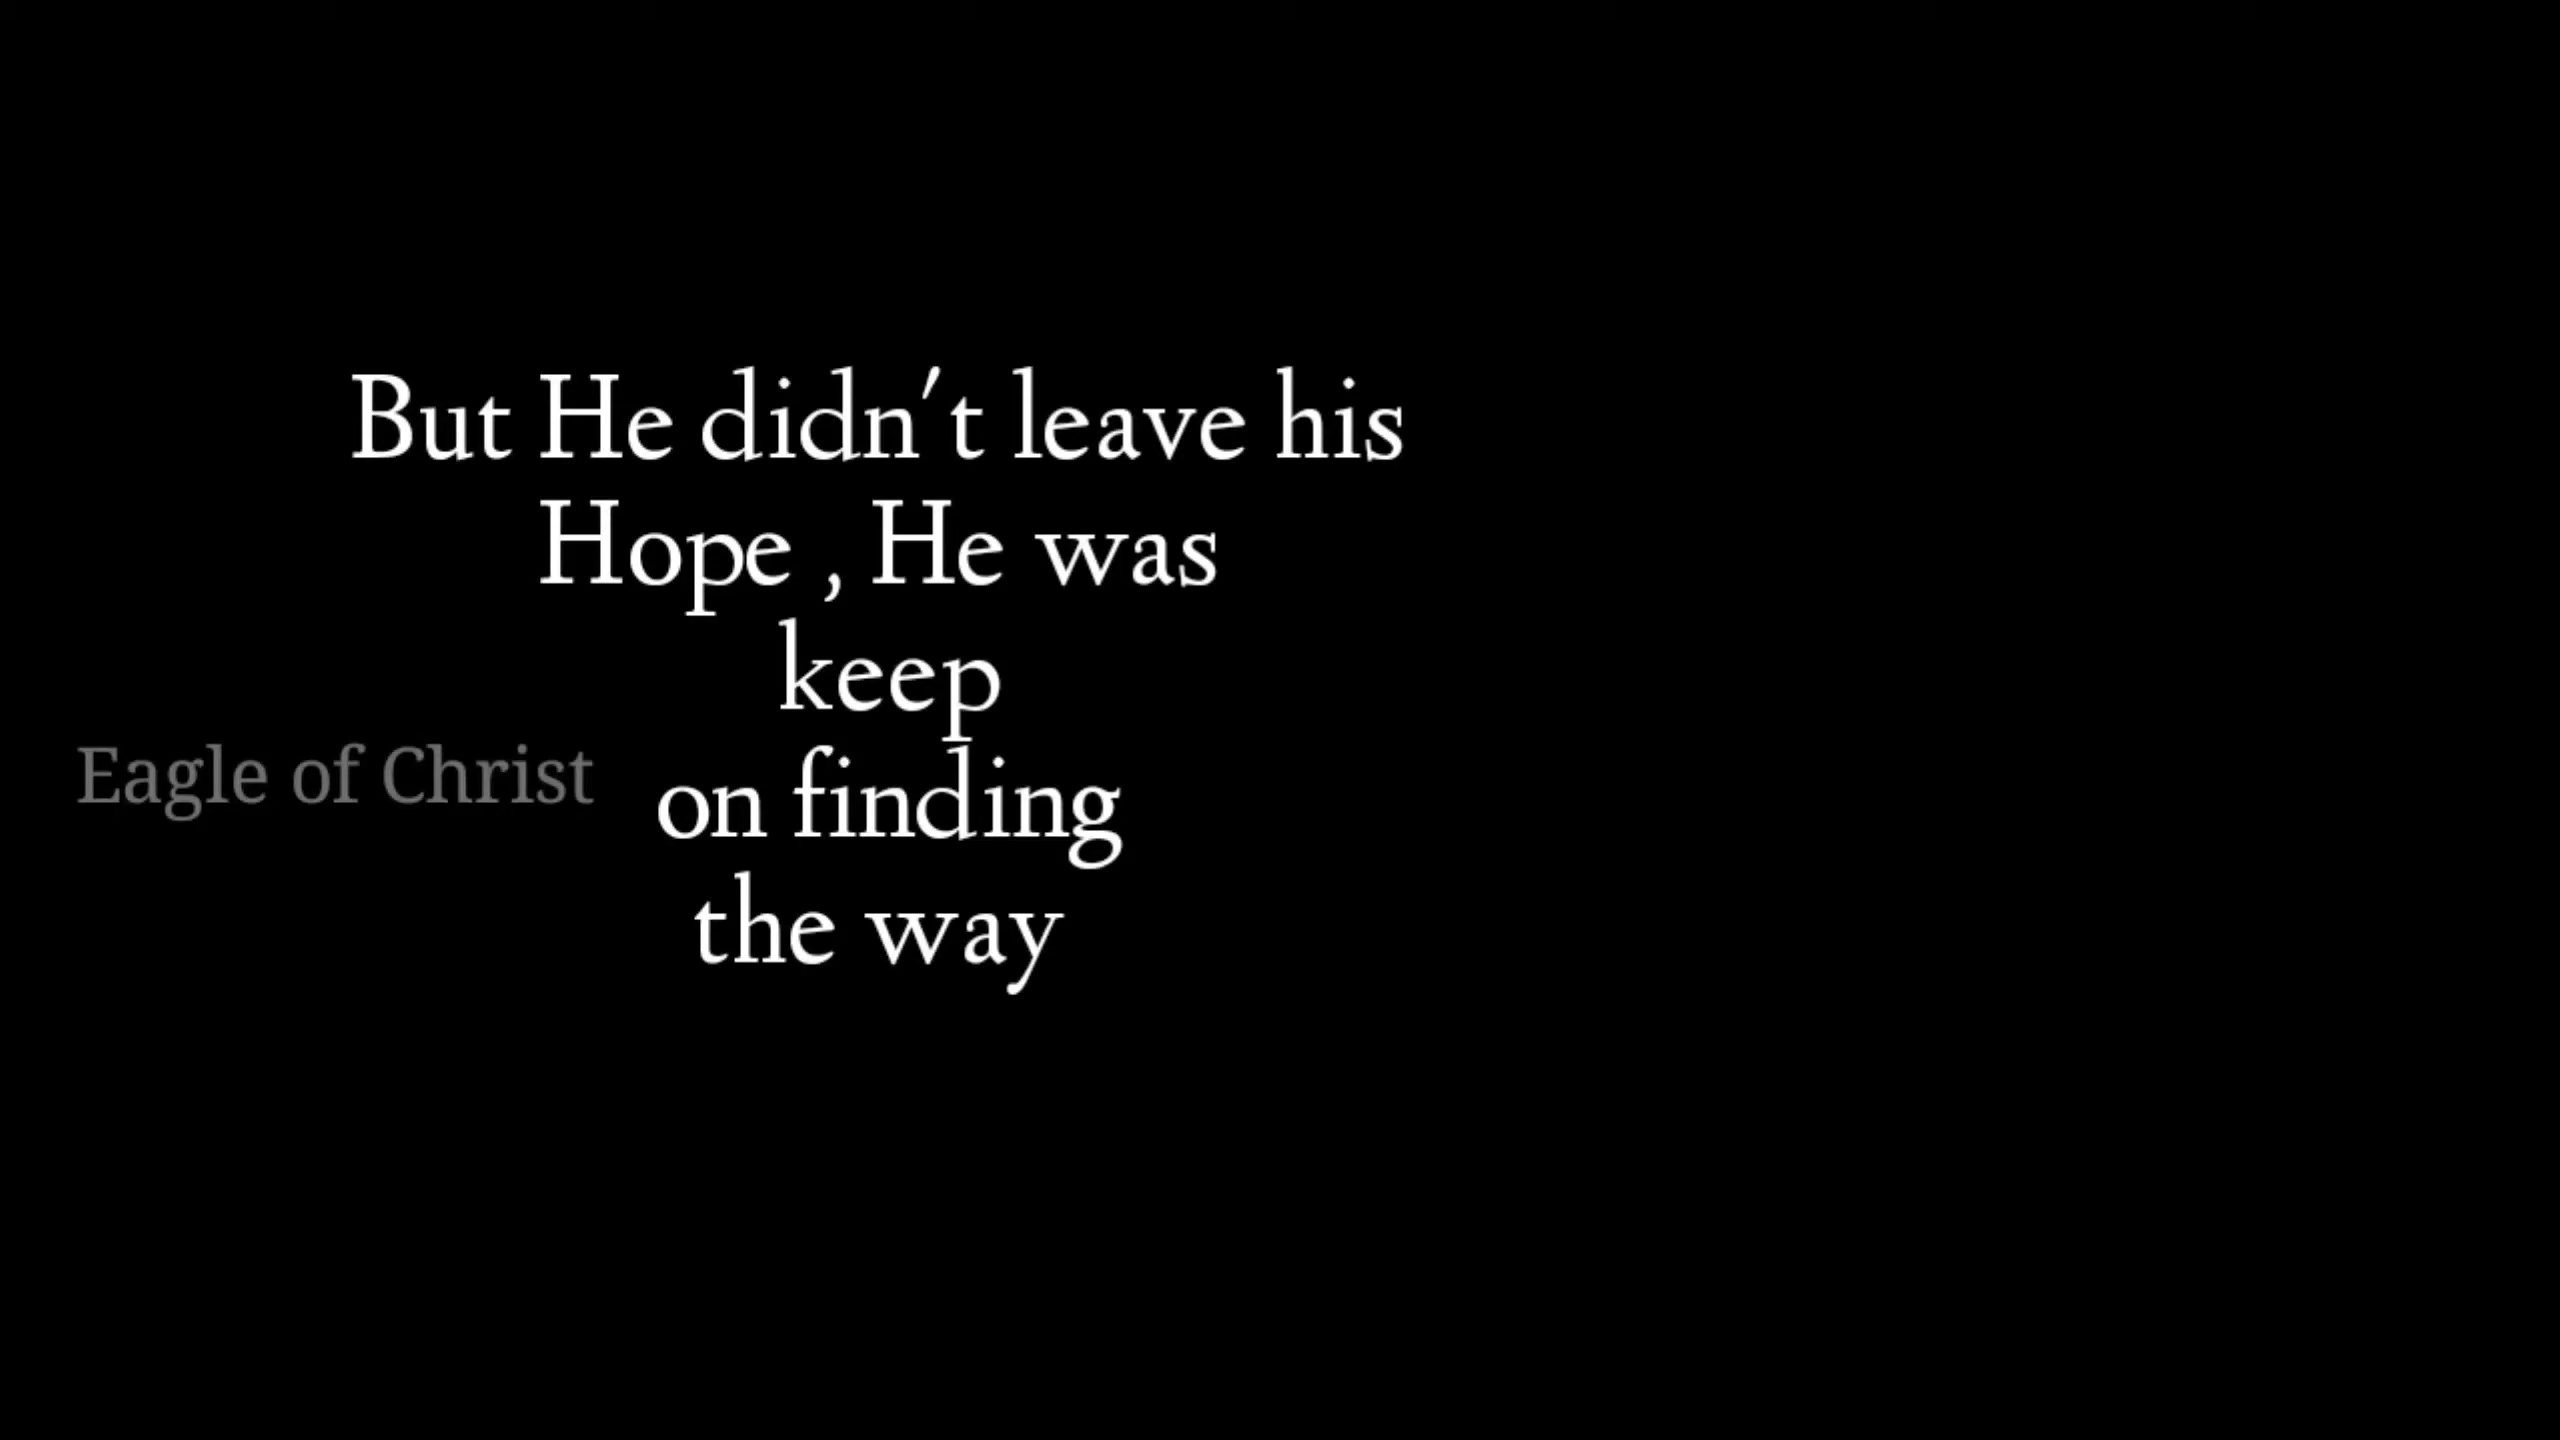 But He didn't leave his
Hope , He was
keep
Eagle of Christ
on finding
the way